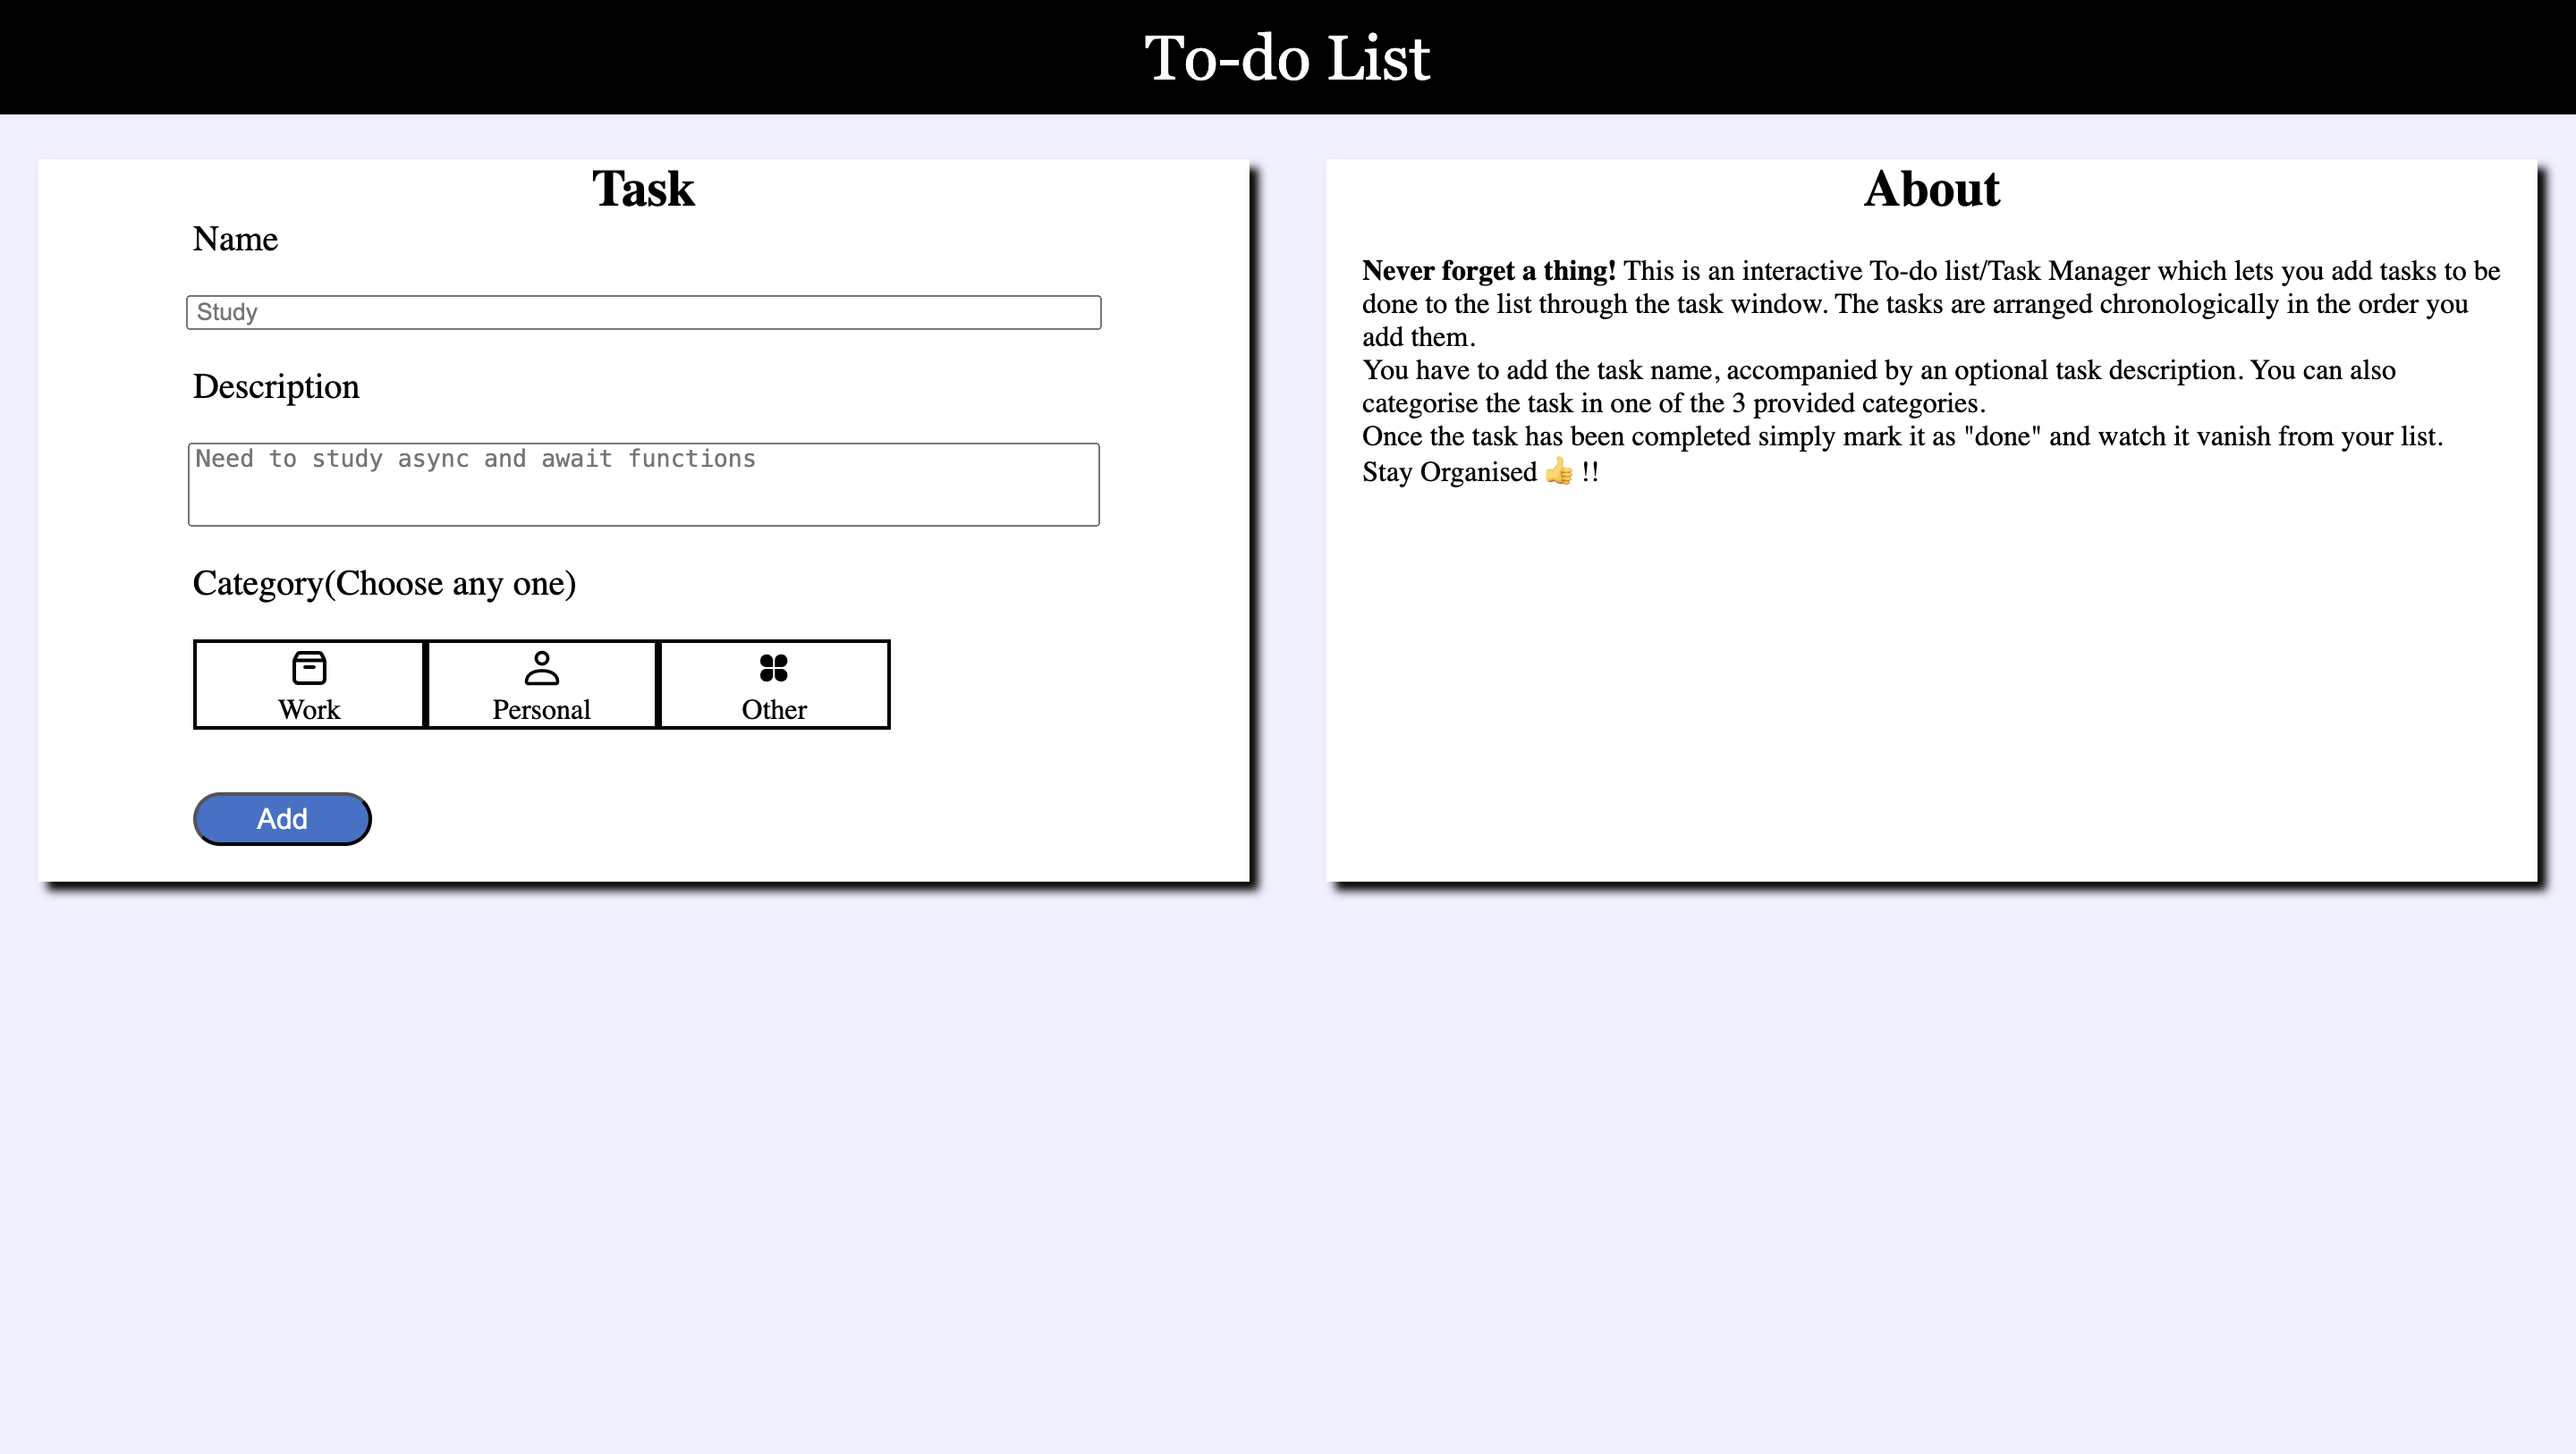 To-do List
Task
Name
Study
Description
Need to study async and await functions
Category(Choose any one)
Work
Personal
Other
Add
About
Never forget a thing! This is an interactive To-do list/Task Manager which lets you add tasks to be
done to the list through the task window. The tasks are arranged chronologically in the order you
add them.
You have to add the task name, accompanied by an optional task description. You can also
categorise the task in one of the 3 provided categories.
Once the task has been completed simply mark it as "done" and watch it vanish from your list.
Stay Organised 👍 !!